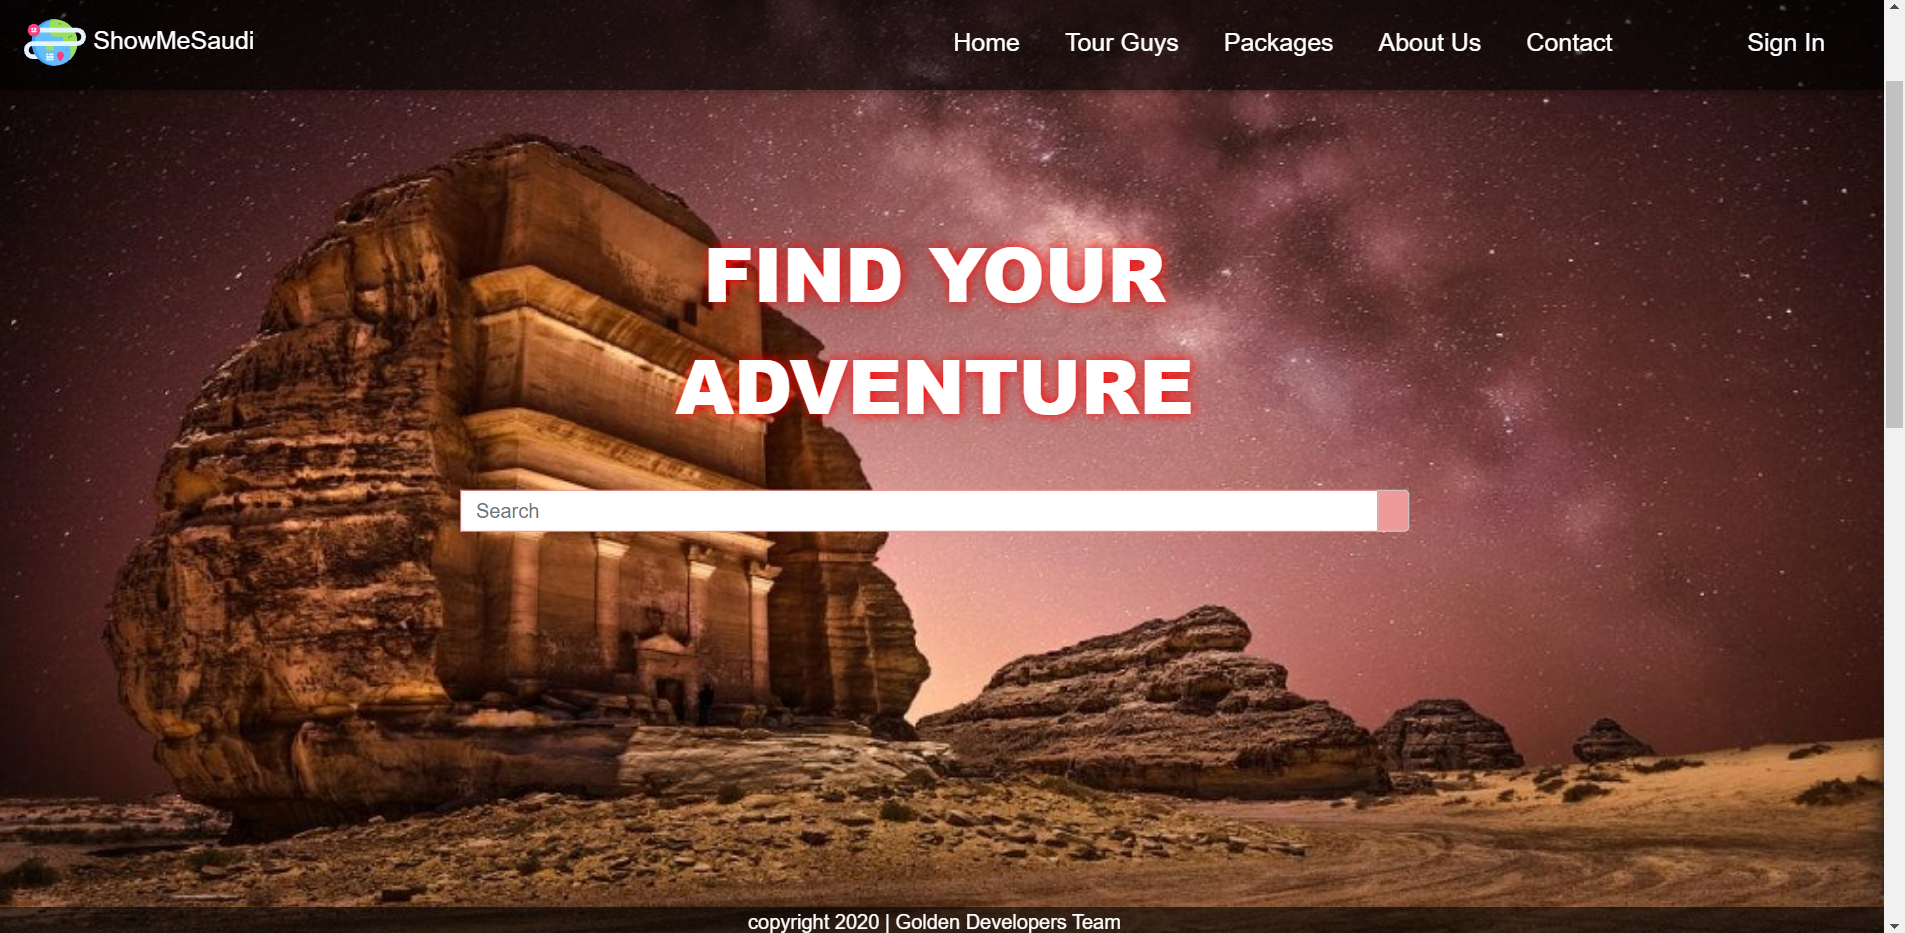 ShowMeSaudi
Home Tour Guys Packages About Us Contact Sign In
FIND YOUR
ADVENTURE
Search
copyright 2020 | Golden Developers Team